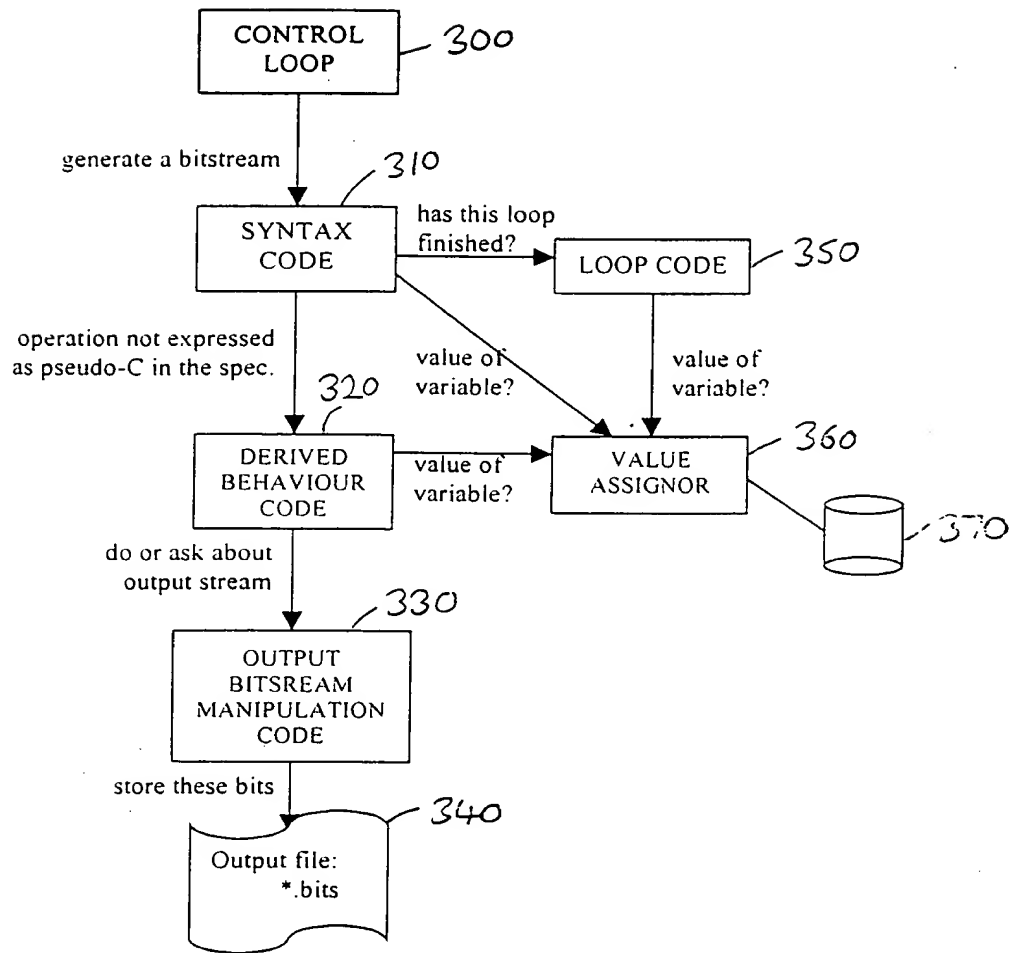 CONTROL
LOOP
300
generate a bitstream
310
SYNTAX
CODE
has this loop
finished?
LOOP CODE
350
operation not expressed
as pseudo-C in the spec.
value of
variable?
value of
variable?
320
DERIVED
BEHAVIOUR
CODE
value of
variable?
VALUE
ASSIGNOR
360
370
do or ask about
output stream
330
OUTPUT
BITSREAM
MANIPULATION
CODE
store these bits
340
Output file:
*.bits